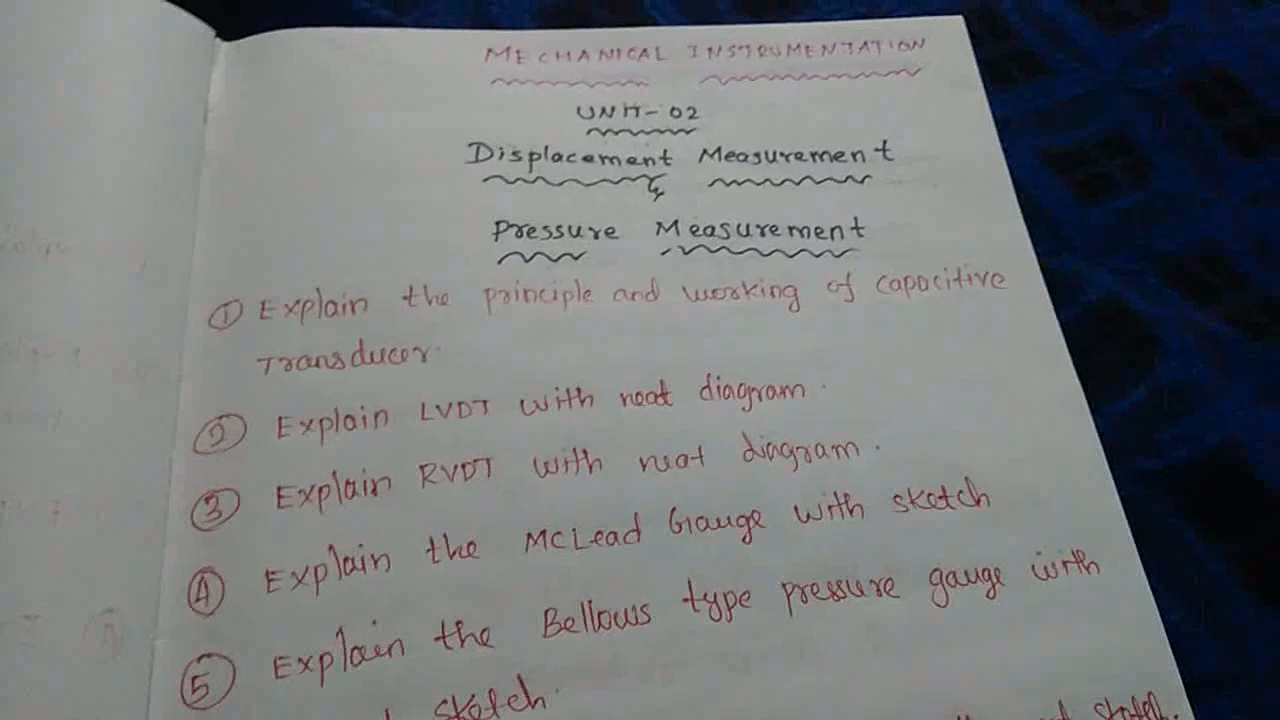 MECHANICAL INSTRUMENTATION
UNIT-02
Displacement Measurement
Pressure Measurement
① Explain the principle and working of capacitive
Transducer.
② Explain LVDT with neat diagram.
③ Explain RVDT with neat diagram.
④ Explain the McLead Gauge with sketch
⑤ Explain the Bellows type pressure gauge with
sketch.
sketch.